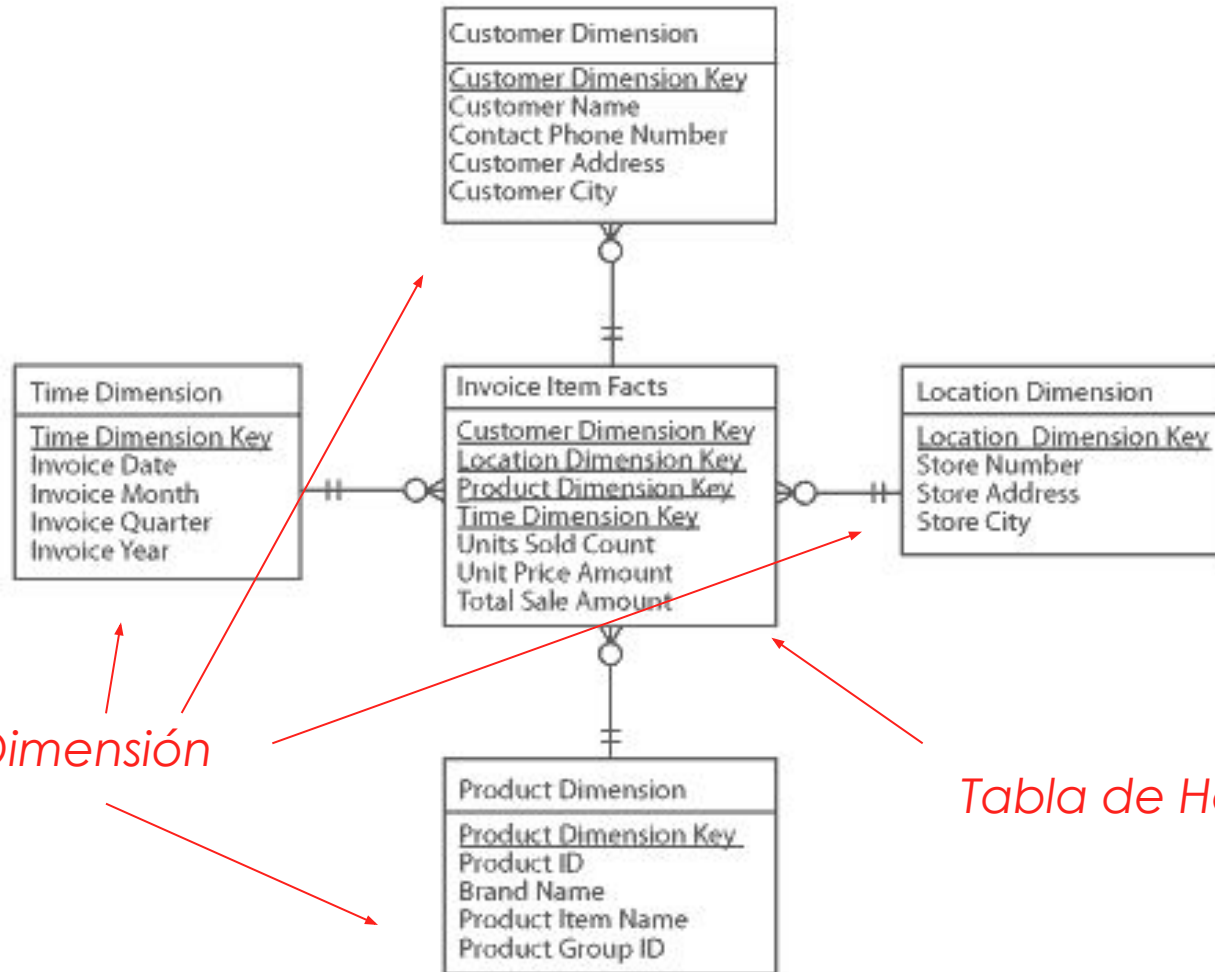 Customer Dimension
Customer Dimension Key
Customer Name
Contact Phone Number
Customer Address
Customer City
Time Dimension
Time Dimension Key
Invoice Date
Invoice Month
Invoice Quarter
Invoice Year
Invoice Item Facts
Customer Dimension Key
Location Dimension Key
Product Dimension Key
Time Dimension Key
Units Sold Count
Unit Price Amount
Total Sale Amount
Location Dimension
Location Dimension Key
Store Number
Store Address
Store City
Dimensión
Tabla de
Product Dimension
Product Dimension Key
Product ID
Brand Name
Product Item Name
Product Group ID